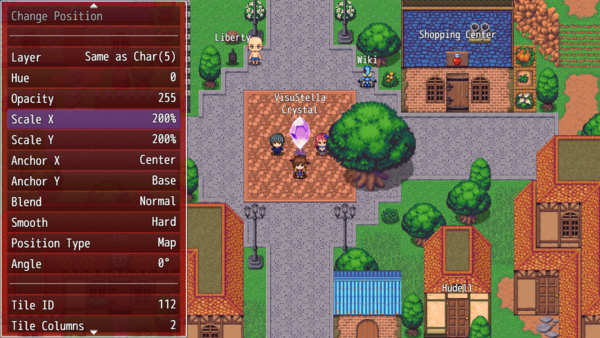 Change Position
Layer Same as Char(5)
Hue 0
Opacity 255
Scale X 200%
Scale Y 200%
Anchor X Center
Anchor Y Base
Blend Normal
Smooth Hard
Position Type Map
Angle 0°
Tile ID 112
Tile Columns 2
Liberty
Wiki
Shopping Center
VisuStella
Crystal
Hudell